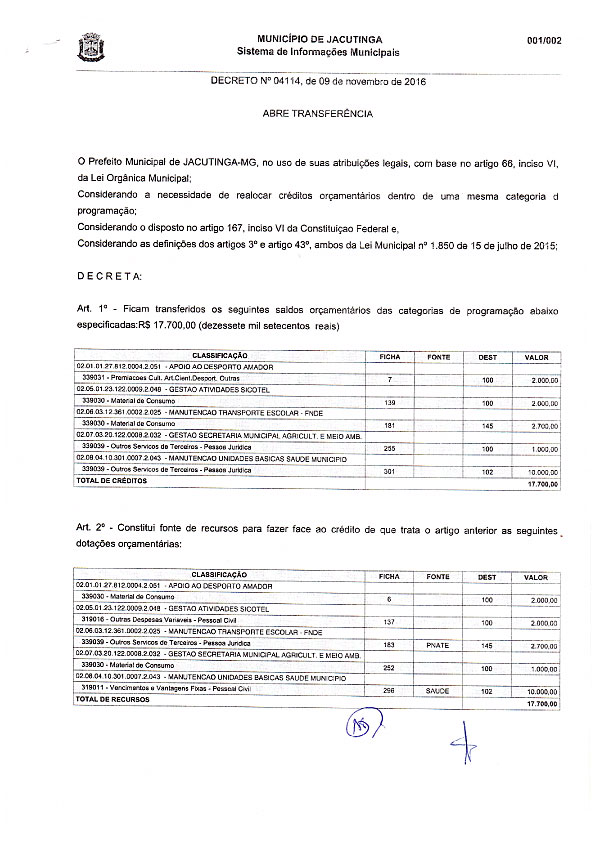 MUNICÍPIO DE JACUTINGA 001/002
Sistema de Informações Municipais
DECRETO Nº 04114, de 09 de novembro de 2016
ABRE TRANSFERÊNCIA
O Prefeito Municipal de JACUTINGA-MG, no uso de suas atribuições legais, com base no artigo 66, inciso VI,
da Lei Orgânica Municipal;
Considerando a necessidade de realocar créditos orçamentários dentro de uma mesma categoria d
programação;
Considerando o disposto no artigo 167, inciso VI da Constituiçao Federal e,
Considerando as definições dos artigos 3º e artigo 43º, ambos da Lei Municipal nº 1.850 de 15 de julho de 2015;
D E C R E T A:
Art. 1º - Ficam transferidos os seguintes saldos orçamentários das categorias de programação abaixo
especificadas:R$ 17.700,00 (dezessete mil setecentos reais)
CLASSIFICAÇÃO FICHA FONTE DEST VALOR
02.01.01.27.812.0004.2.051 - APOIO AO DESPORTO AMADOR
339031 - Premiacoes Cult. Art.Cient.Desport. Outras 7 100 2.000,00
02.05.01.23.122.0009.2.048 - GESTAO ATIVIDADES SICOTEL
339030 - Material de Consumo 139 100 2.000,00
02.06.03.12.361.0002.2.025 - MANUTENCAO TRANSPORTE ESCOLAR - FNDE
339030 - Material de Consumo 181 145 2.700,00
02.07.03.20.122.0008.2.032 - GESTAO SECRETARIA MUNICIPAL AGRICULT. E MEIO AMB.
339039 - Outros Servicos de Terceiros - Pessoa Juridica 255 100 1.000,00
02.08.04.10.301.0007.2.043 - MANUTENCAO UNIDADES BASICAS SAUDE MUNICIPIO
339039 - Outros Servicos de Terceiros - Pessoa Juridica 301 102 10.000,00
TOTAL DE CRÉDITOS 17.700,00
Art. 2º - Constitui fonte de recursos para fazer face ao crédito de que trata o artigo anterior as seguintes
dotações orçamentárias:
CLASSIFICAÇÃO FICHA FONTE DEST VALOR
02.01.01.27.812.0004.2.051 - APOIO AO DESPORTO AMADOR
339030 - Material de Consumo 6 100 2.000,00
02.05.01.23.122.0009.2.048 - GESTAO ATIVIDADES SICOTEL
319016 - Outras Despesas Variaveis - Pessoal Civil 137 100 2.000,00
02.06.03.12.361.0002.2.025 - MANUTENCAO TRANSPORTE ESCOLAR - FNDE
339039 - Outros Servicos de Terceiros - Pessoa Juridica 183 PNATE 145 2.700,00
02.07.03.20.122.0008.2.032 - GESTAO SECRETARIA MUNICIPAL AGRICULT. E MEIO AMB.
339030 - Material de Consumo 252 100 1.000,00
02.08.04.10.301.0007.2.043 - MANUTENCAO UNIDADES BASICAS SAUDE MUNICIPIO
319011 - Vencimentos e Vantagens Fixas - Pessoal Civil 296 SAUDE 102 10.000,00
TOTAL DE RECURSOS 17.700,00